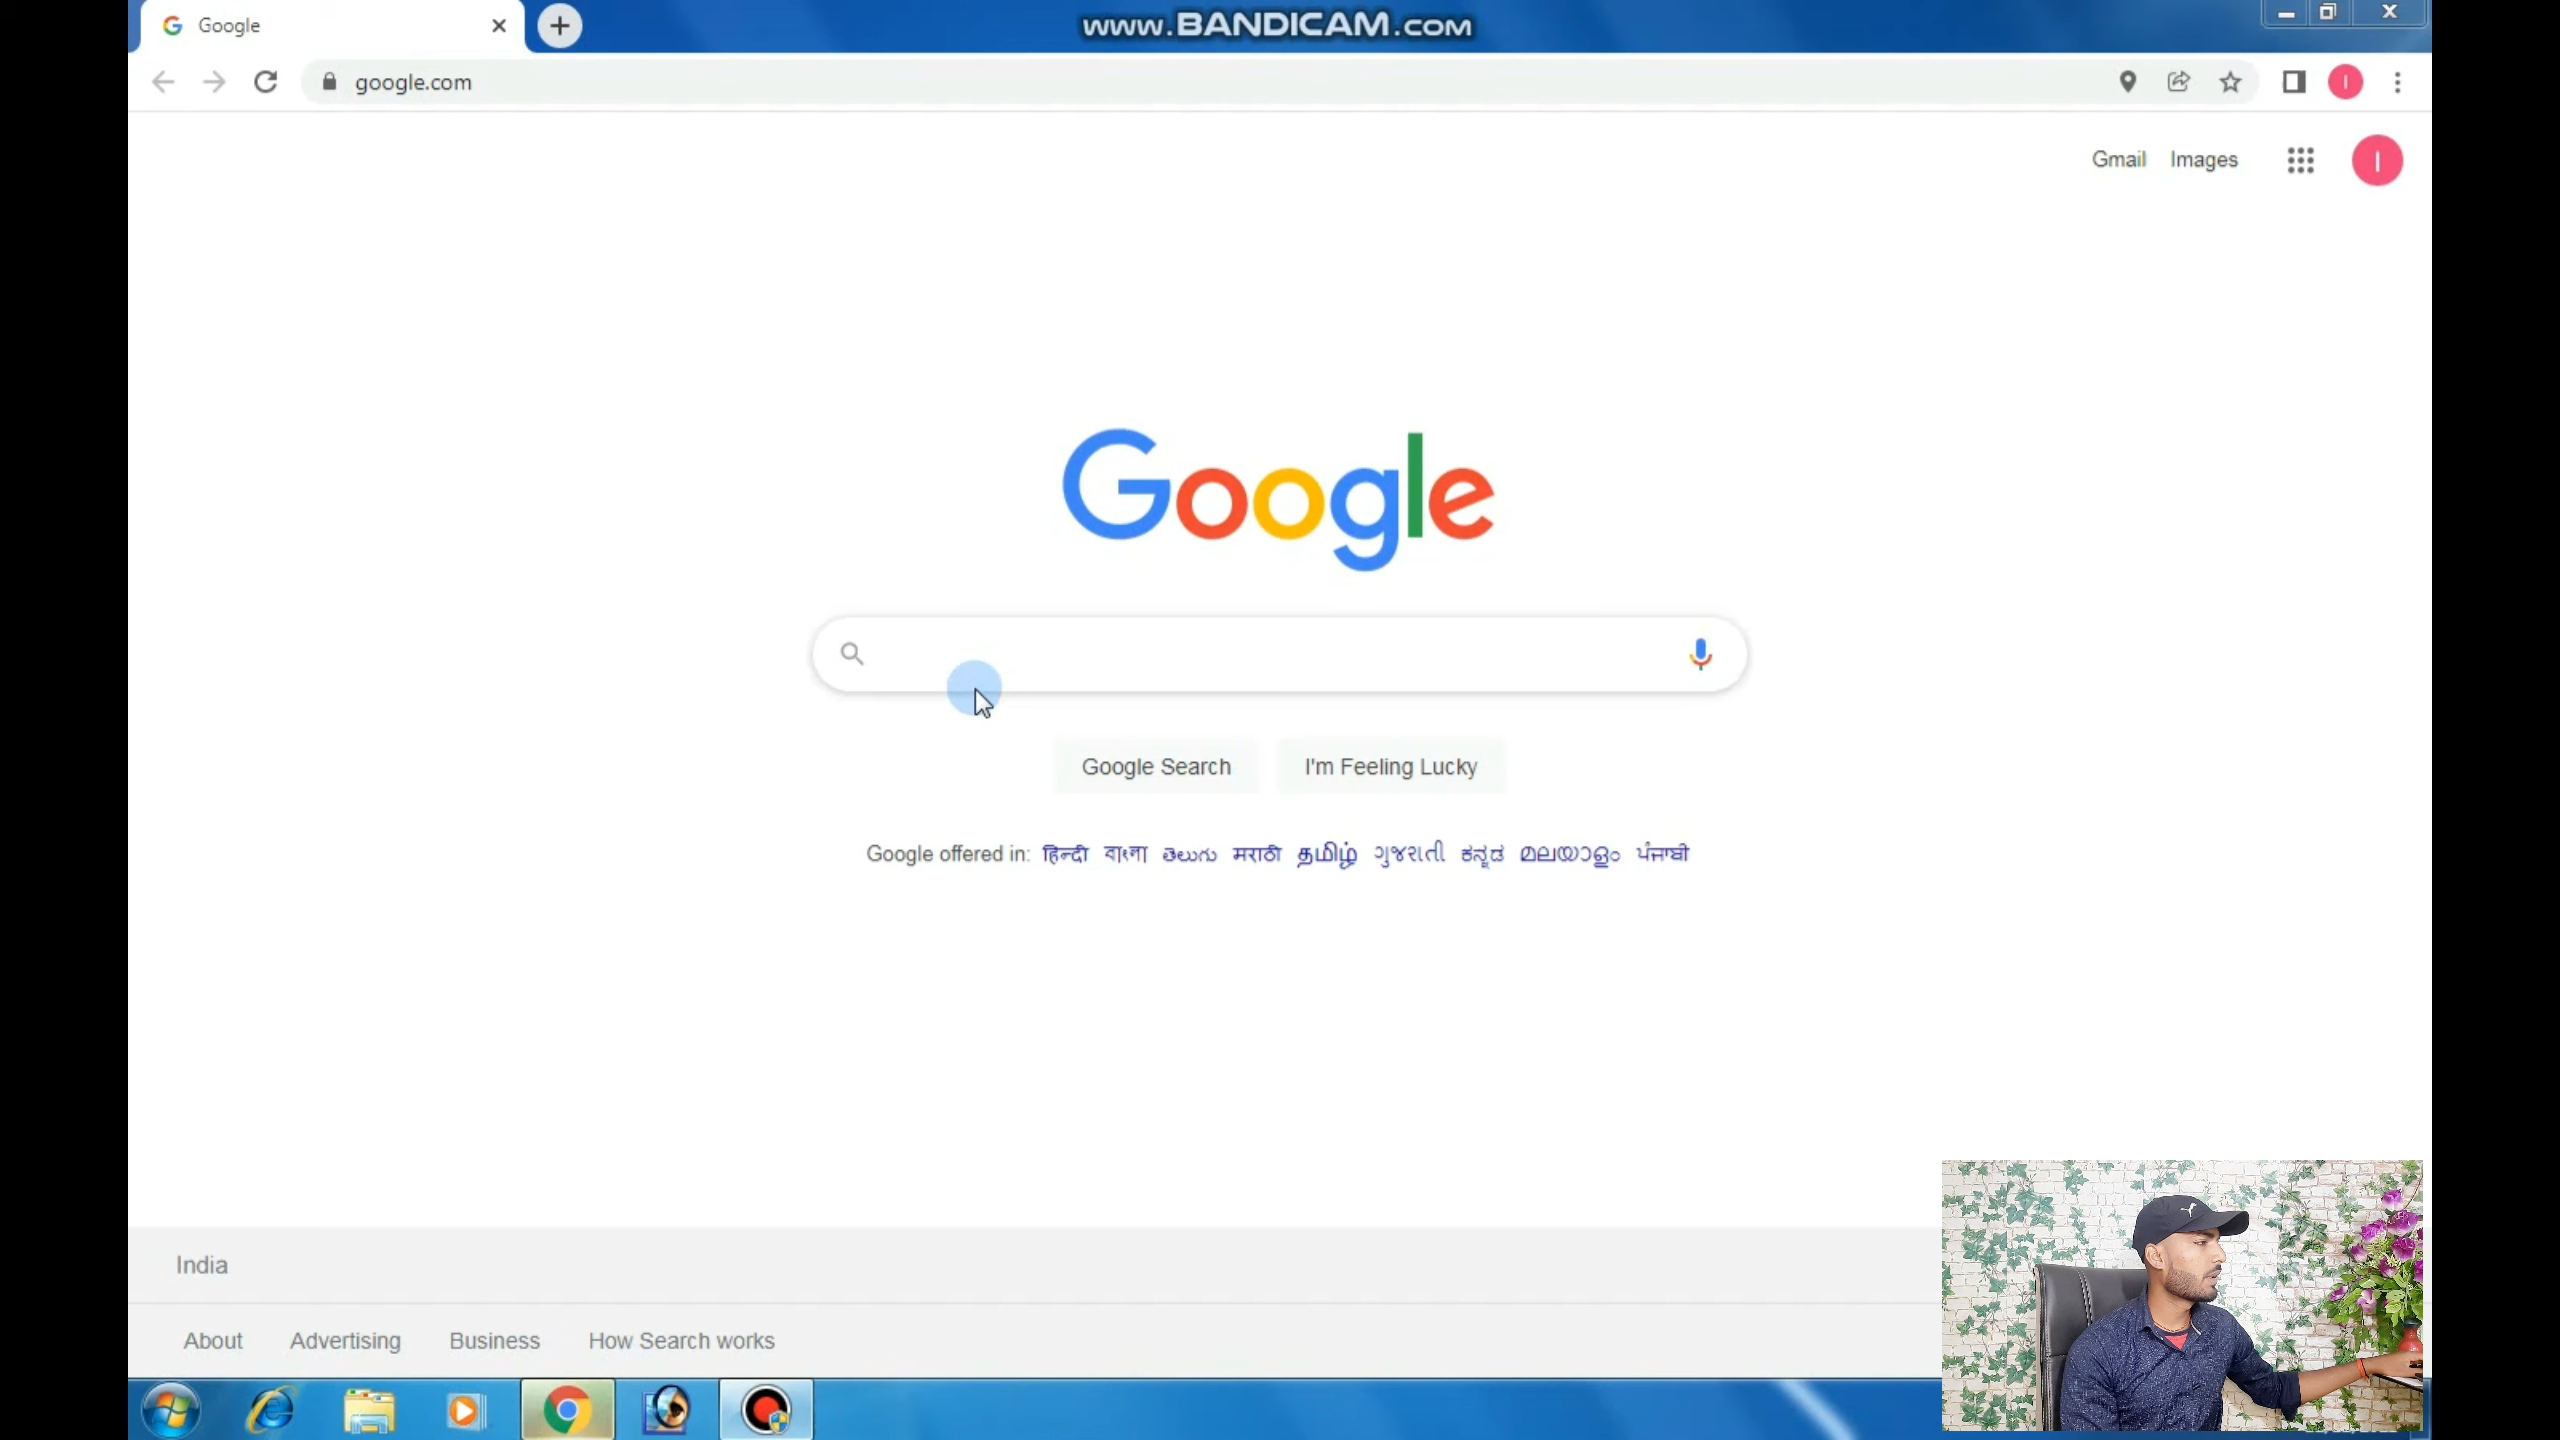 Google
www.BANDICAM.com
google.com
Gmail Images
I
Google
Google Search I'm Feeling Lucky
Google offered in: हिन्दी বাংলা తెలుగు मराठी தமிழ் ગુજરાતી ಕನ್ನಡ മലയാളം ਪੰਜਾਬੀ
India
About Advertising Business How Search works